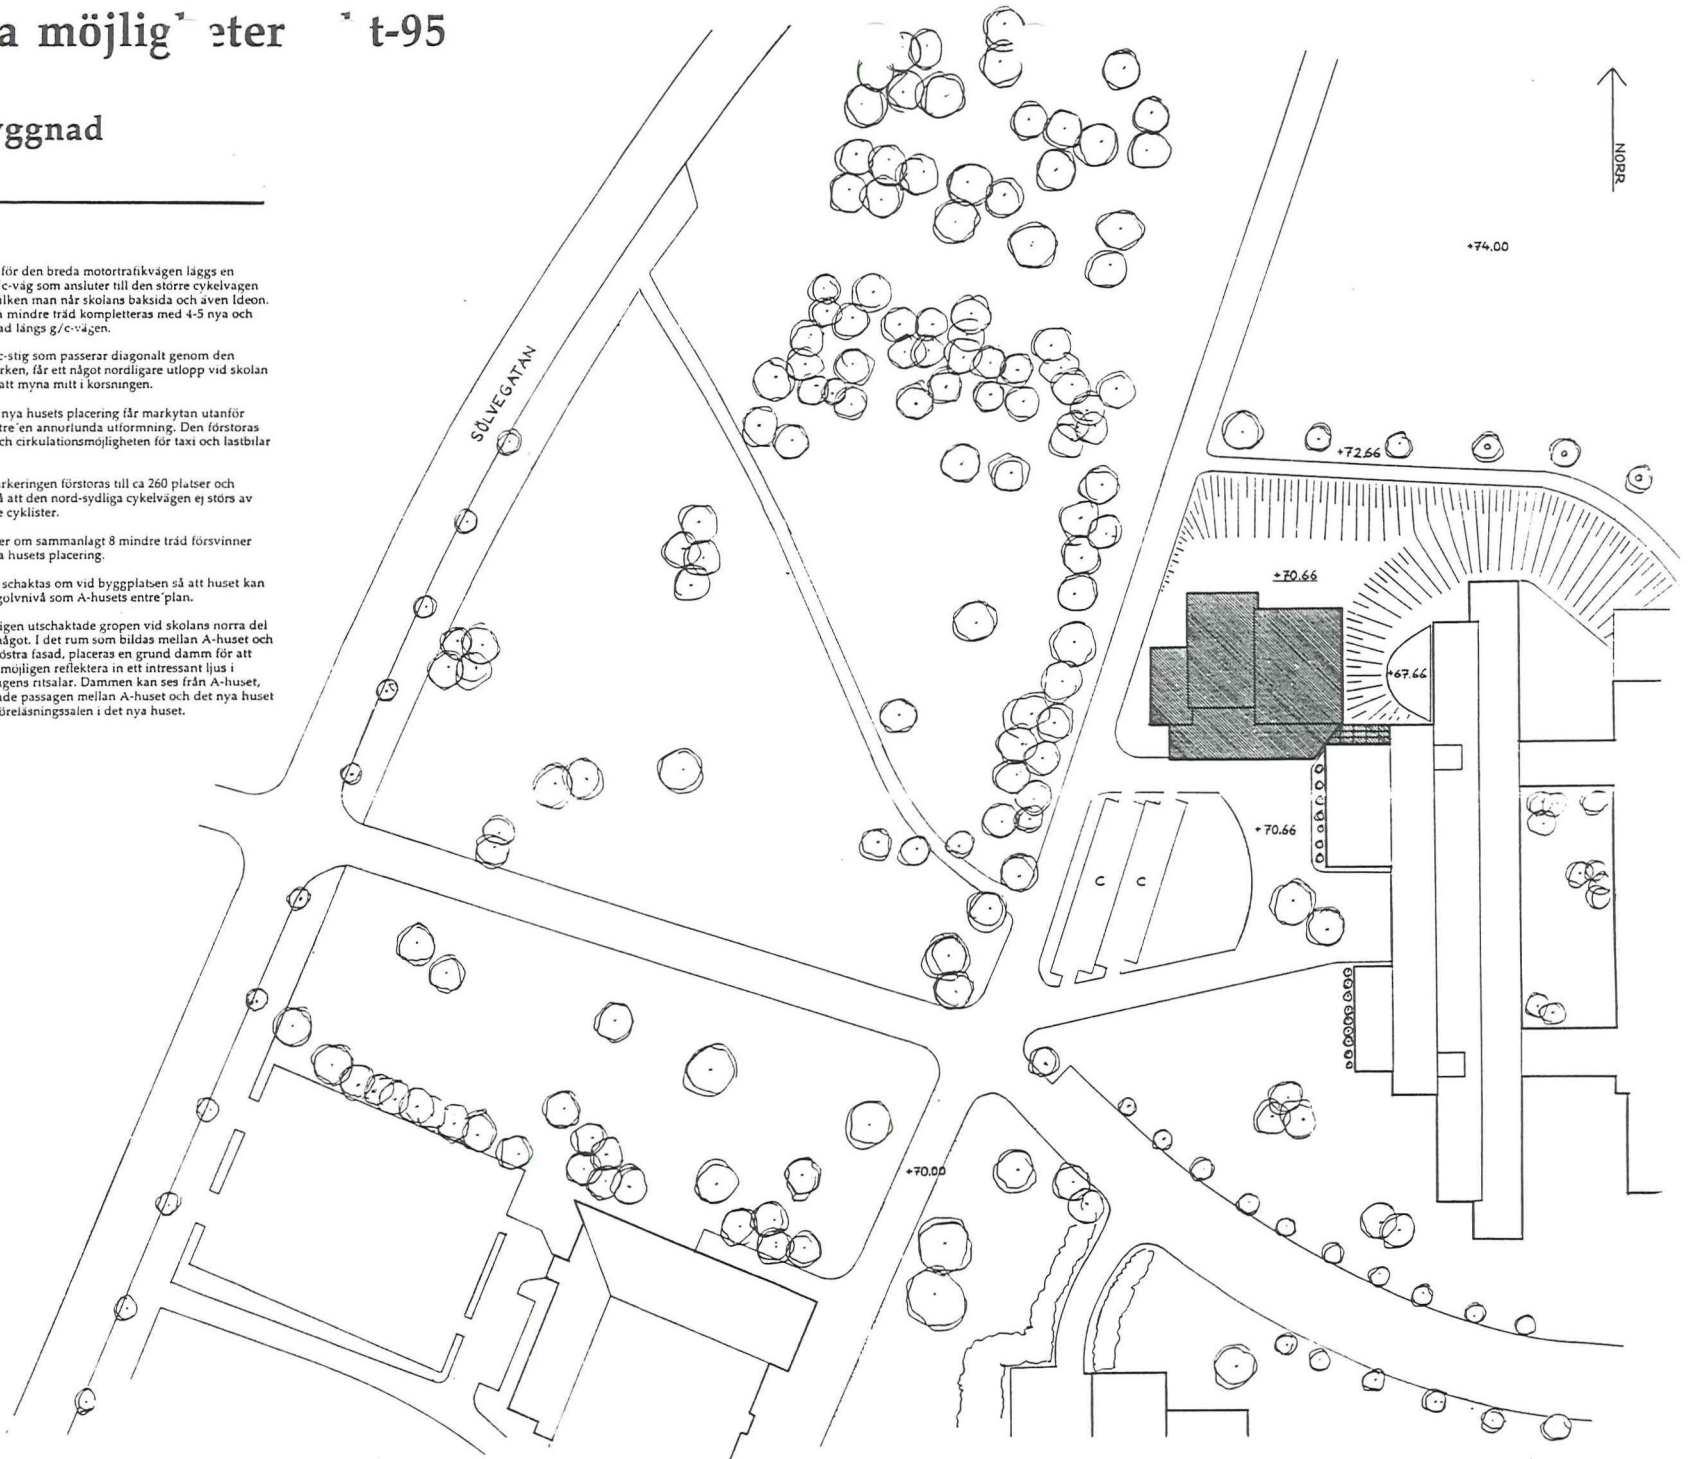 a möjlig eter t-95
yggnad
för den breda motortrafikvägen läggs en
c-väg som ansluter till den större cykelvägen
ilken man når skolans baksida och även Ideon.
mindre träd kompletteras med 4-5 nya och
ad längs g/c-vägen.
c-stig som passerar diagonalt genom den
rken, får ett något nordligare utlopp vid skolan
att myna mitt i korsningen.
nya husets placering får markytan utanför
tre´en annorlunda utformning. Den förstoras
ch cirkulationsmöjligheten för taxi och lastbilar
rkeringen förstoras till ca 260 platser och
å att den nord-sydliga cykelvägen ej störs av
e cyklister.
er om sammanlagt 8 mindre träd försvinner
a husets placering.
schaktas om vid byggplatsen så att huset kan
golvnivå som A-husets entre´plan.
igen utschaktade gropen vid skolans norra del
något. I det rum som bildas mellan A-huset och
östra fasad, placeras en grund damm för att
möjligen reflektera in ett intressant ljus i
gens ritsalar. Dammen kan ses från A-huset,
de passagen mellan A-huset och det nya huset
öreläsningssalen i det nya huset.
NORR
+74.00
SÖLVEGATAN
+72.66
+70.66
+67.66
+70.66
C C
+70.00